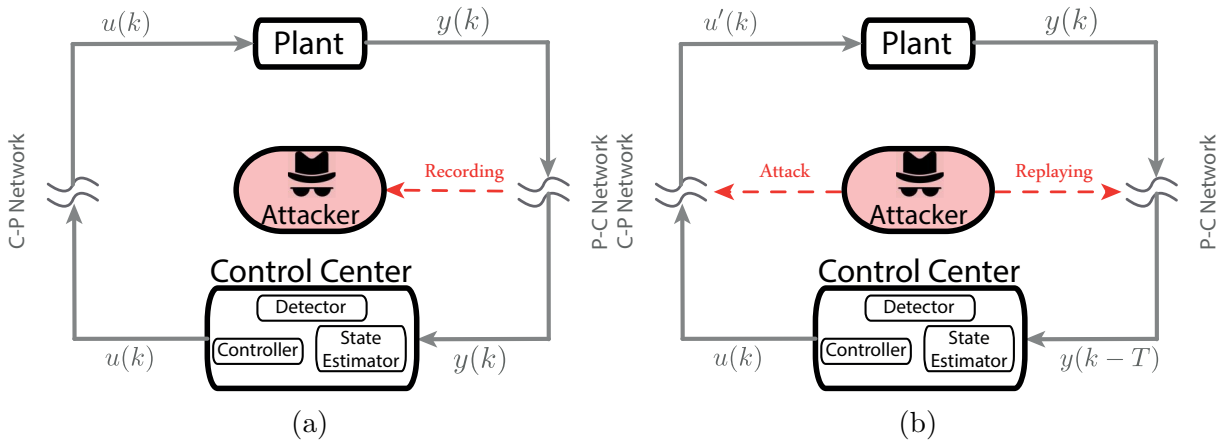 u(k)
Plant
y(k)
C-P Network
Recording
Attacker
P-C Network
Control Center
Detector
Controller
State
Estimator
u(k)
y(k)
(a)
u′(k)
Plant
y(k)
C-P Network
Attack
Replaying
Attacker
P-C Network
Control Center
Detector
Controller
State
Estimator
u(k)
y(k − T)
(b)